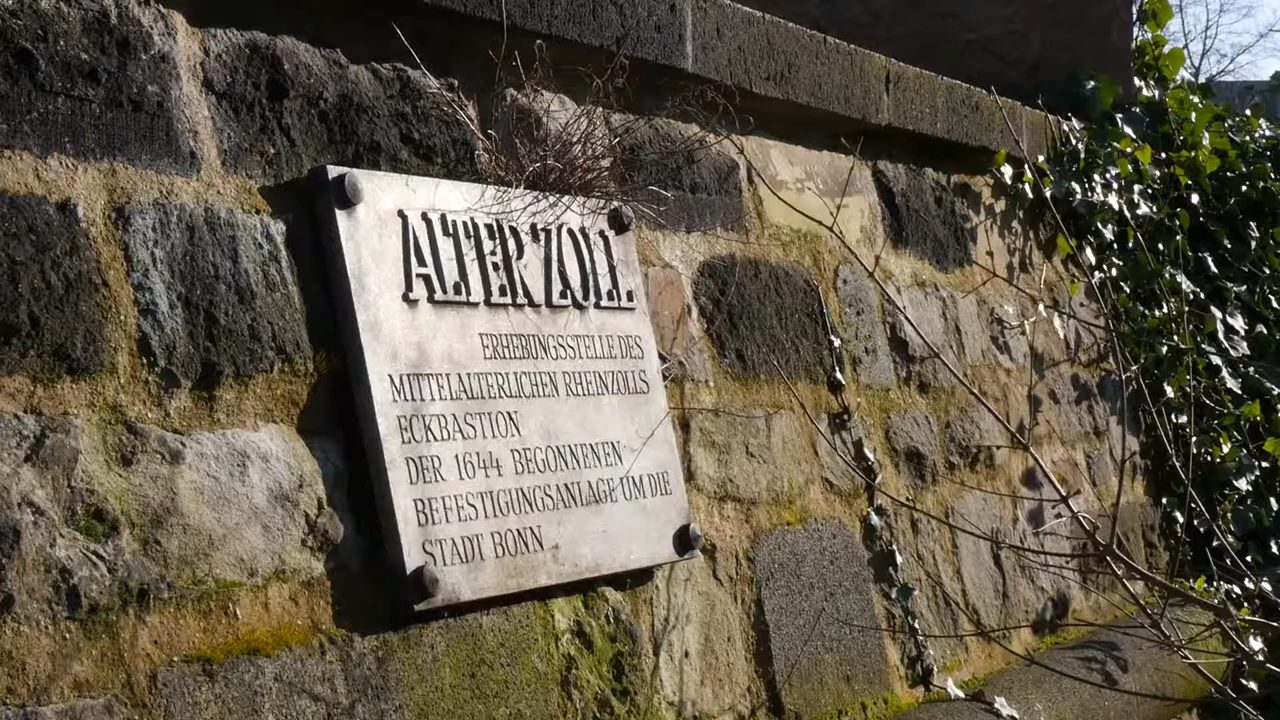 ALTER ZOLL
ERHEBUNGSSTELLE DES
MITTELALTERLICHEN RHEINZOLLS
ECKBASTION
DER 1644 BEGONNENEN
BEFESTIGUNGSANLAGE UM DIE
STADT BONN